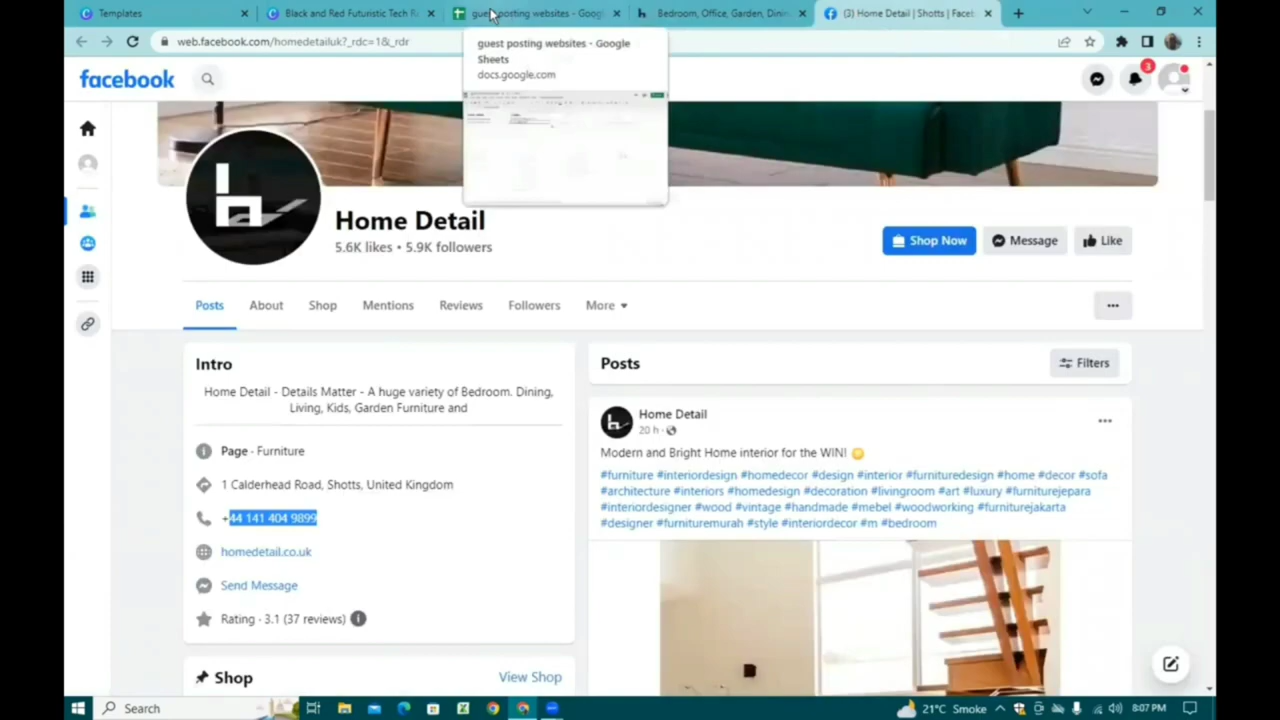 Templates
Black and Red Futuristic Tech R
guest posting websites - Googl
Bedroom, Office, Garden, Dinin
(3) Home Detail | Shotts | Faceb
web.facebook.com/homedetailuk?_rdc=1&_rdr
guest posting websites - Google
Sheets
docs.google.com
facebook
3
Home Detail
5.6K likes • 5.9K followers
Shop Now
Message
Like
Posts
About
Shop
Mentions
Reviews
Followers
More
Intro
Home Detail - Details Matter - A huge variety of Bedroom. Dining,
Living, Kids, Garden Furniture and
Page · Furniture
1 Calderhead Road, Shotts, United Kingdom
+44 141 404 9899
homedetail.co.uk
Send Message
Rating · 3.1 (37 reviews)
Shop
View Shop
Posts
Filters
Home Detail
20 h ·
Modern and Bright Home interior for the WIN!
#furniture #interiordesign #homedecor #design #interior #furnituredesign #home #decor #sofa
#architecture #interiors #homedesign #decoration #livingroom #art #luxury #furniturejepara
#interiordesigner #wood #vintage #handmade #mebel #woodworking #furniturejakarta
#designer #furnituremurah #style #interiordecor #m #bedroom
Search
21°C Smoke
8:07 PM